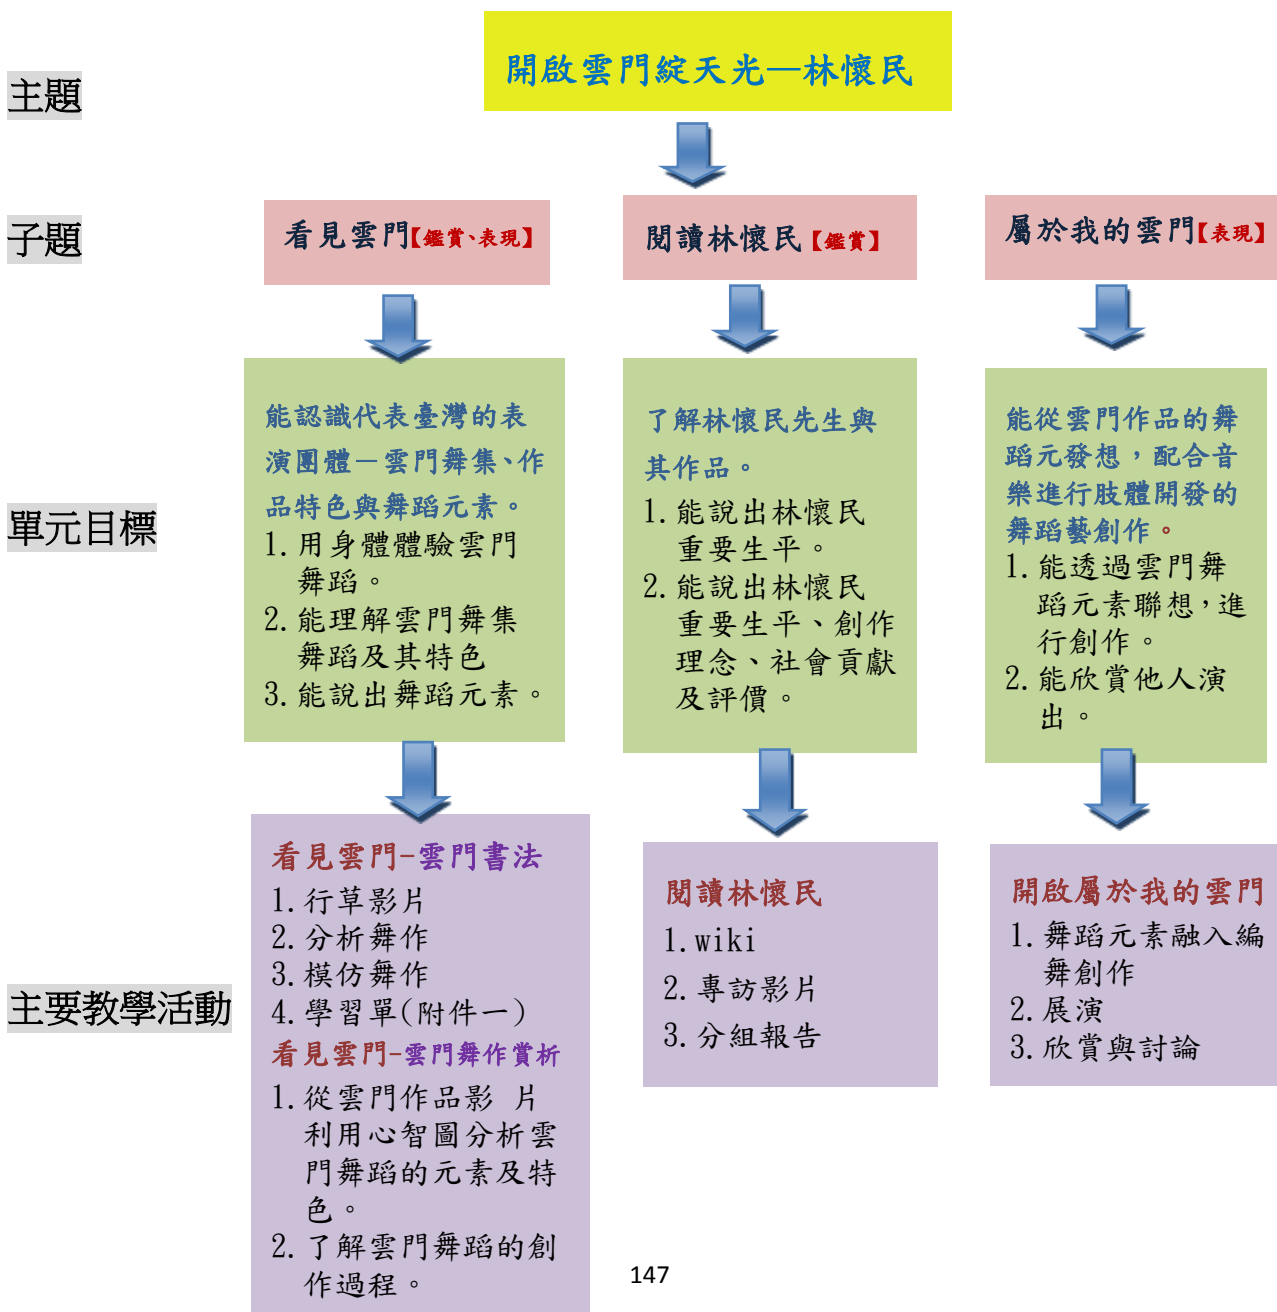 主題
開啟雲門綻天光—林懷民
子題
看見雲門【鑑賞、表現】
閱讀林懷民【鑑賞】
屬於我的雲門【表現】
單元目標
能認識代表臺灣的表
演團體－雲門舞集、作
品特色與舞蹈元素。
1.用身體體驗雲門
舞蹈。
2.能理解雲門舞集
舞蹈及其特色
3.能說出舞蹈元素。
了解林懷民先生與
其作品。
1.能說出林懷民
重要生平。
2.能說出林懷民
重要生平、創作
理念、社會貢獻
及評價。
能從雲門作品的舞
蹈元發想，配合音
樂進行肢體開發的
舞蹈藝創作。
1.能透過雲門舞
蹈元素聯想，進
行創作。
2.能欣賞他人演
出。
主要教學活動
看見雲門-雲門書法
1.行草影片
2.分析舞作
3.模仿舞作
4.學習單(附件一)
看見雲門-雲門舞作賞析
1.從雲門作品影 片
利用心智圖分析雲
門舞蹈的元素及特
色。
2.了解雲門舞蹈的創
作過程。
閱讀林懷民
1.wiki
2.專訪影片
3.分組報告
開啟屬於我的雲門
1.舞蹈元素融入編
舞創作
2.展演
3.欣賞與討論
147